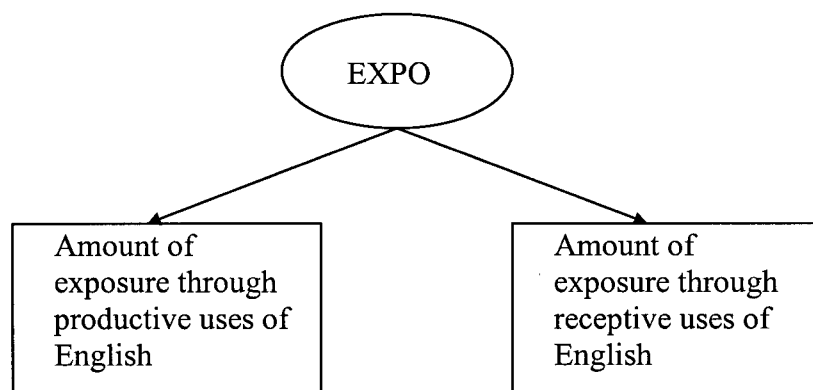 EXPO
Amount of
exposure through
productive uses of
English
Amount of
exposure through
receptive uses of
English